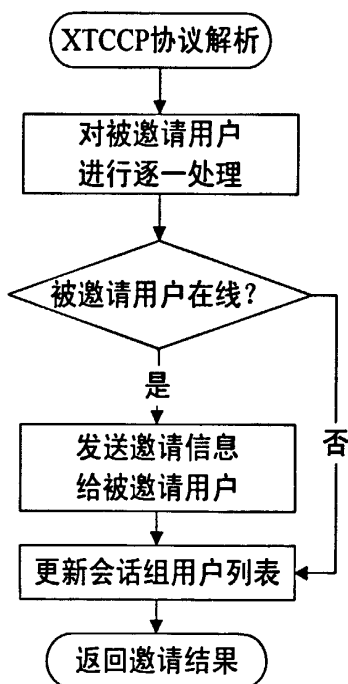 XTCCP协议解析
对被邀请用户
进行逐一处理
被邀请用户在线?
是
否
发送邀请信息
给被邀请用户
更新会话组用户列表
返回邀请结果